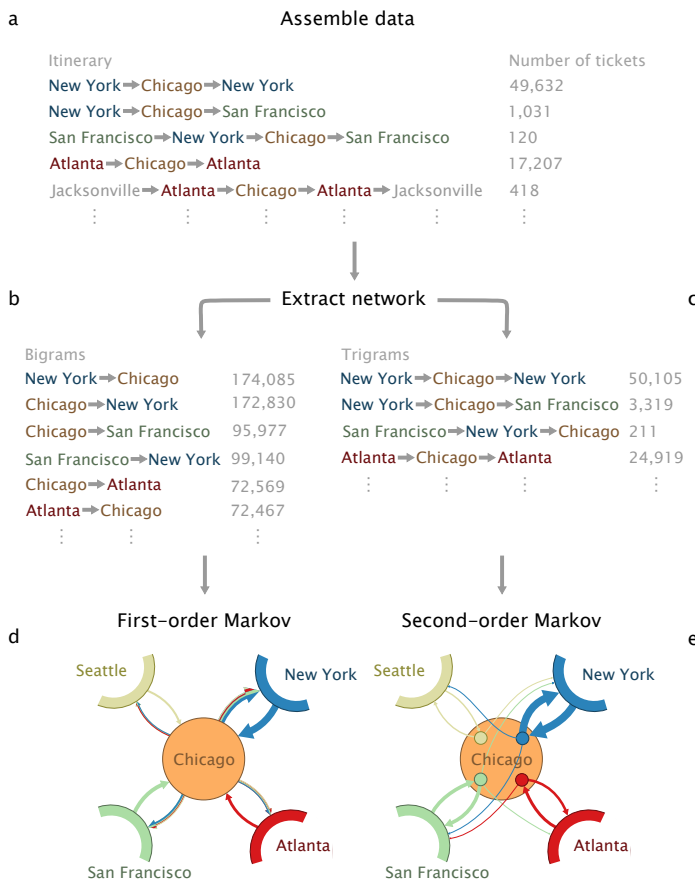 a
Assemble data
Itinerary Number of tickets
New York→Chicago→New York 49,632
New York→Chicago→San Francisco 1,031
San Francisco→New York→Chicago→San Francisco 120
Atlanta→Chicago→Atlanta 17,207
Jacksonville→Atlanta→Chicago→Atlanta→Jacksonville 418
⋮ ⋮ ⋮ ⋮ ⋮ ⋮
b Extract network c
Bigrams
New York→Chicago 174,085
Chicago→New York 172,830
Chicago→San Francisco 95,977
San Francisco→New York 99,140
Chicago→Atlanta 72,569
Atlanta→Chicago 72,467
⋮ ⋮ ⋮
Trigrams
New York→Chicago→New York 50,105
New York→Chicago→San Francisco 3,319
San Francisco→New York→Chicago 211
Atlanta→Chicago→Atlanta 24,919
⋮ ⋮ ⋮ ⋮
First-order Markov
d
Seattle
New York
Chicago
San Francisco
Atlanta
Second-order Markov
e
Seattle
New York
Chicago
San Francisco
Atlanta